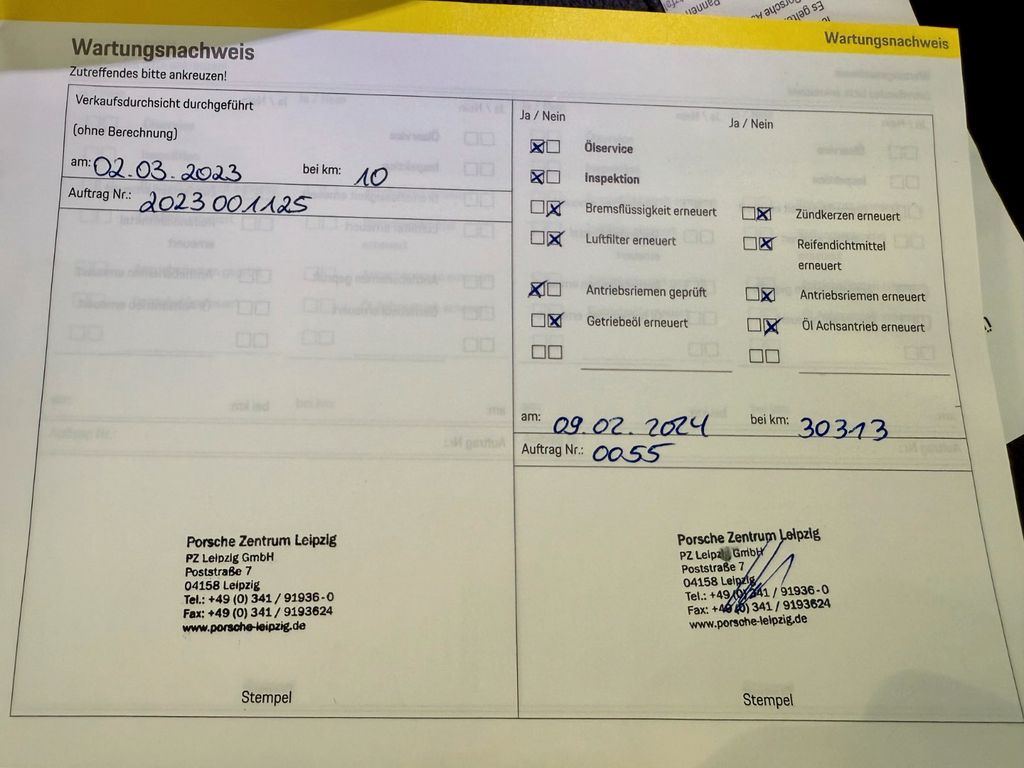 Wartungsnachweis
Wartungsnachweis
Zutreffendes bitte ankreuzen!
Verkaufsdurchsicht durchgeführt
(ohne Berechnung)
am: 02.03.2023 bei km: 10
Auftrag Nr.: 2023001125
Porsche Zentrum Leipzig
PZ Leipzig GmbH
Poststraße 7
04158 Leipzig
Tel.: +49 (0) 341 / 91936-0
Fax: +49 (0) 341 / 9193624
www.porsche-leipzig.de
Stempel
Ja / Nein Ja / Nein
Ölservice
Inspektion
Bremsflüssigkeit erneuert Zündkerzen erneuert
Luftfilter erneuert Reifendichtmittel
erneuert
Antriebsriemen geprüft Antriebsriemen erneuert
Getriebeöl erneuert Öl Achsantrieb erneuert
am: 09.02.2024 bei km: 30313
Auftrag Nr.: 0055
Porsche Zentrum Leipzig
PZ Leipzig GmbH
Poststraße 7
04158 Leipzig
Tel.: +49 (0) 341 / 91936-0
Fax: +49 (0) 341 / 9193624
www.porsche-leipzig.de
Stempel